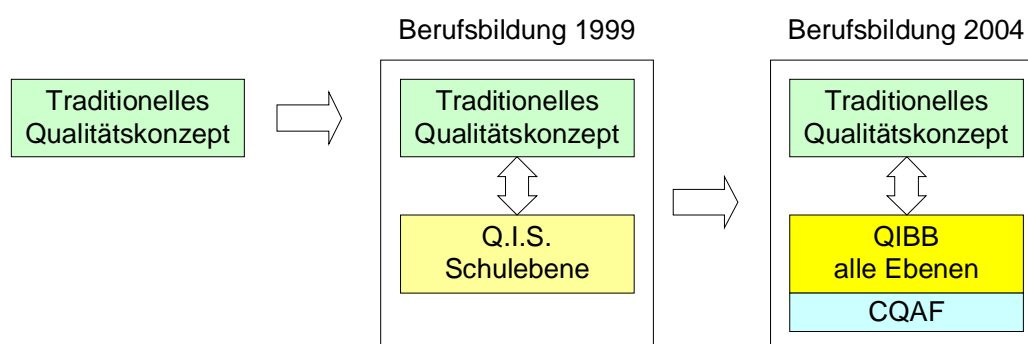 Berufsbildung 1999
Berufsbildung 2004
Traditionelles
Qualitätskonzept
Traditionelles
Qualitätskonzept
Q.I.S.
Schulebene
Traditionelles
Qualitätskonzept
QIBB
alle Ebenen
CQAF